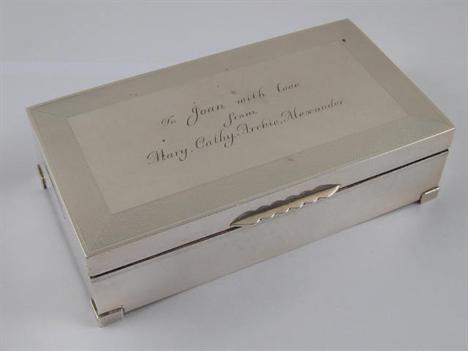 To Joan with love
from
Mary. Cathy. Archie. Alexander